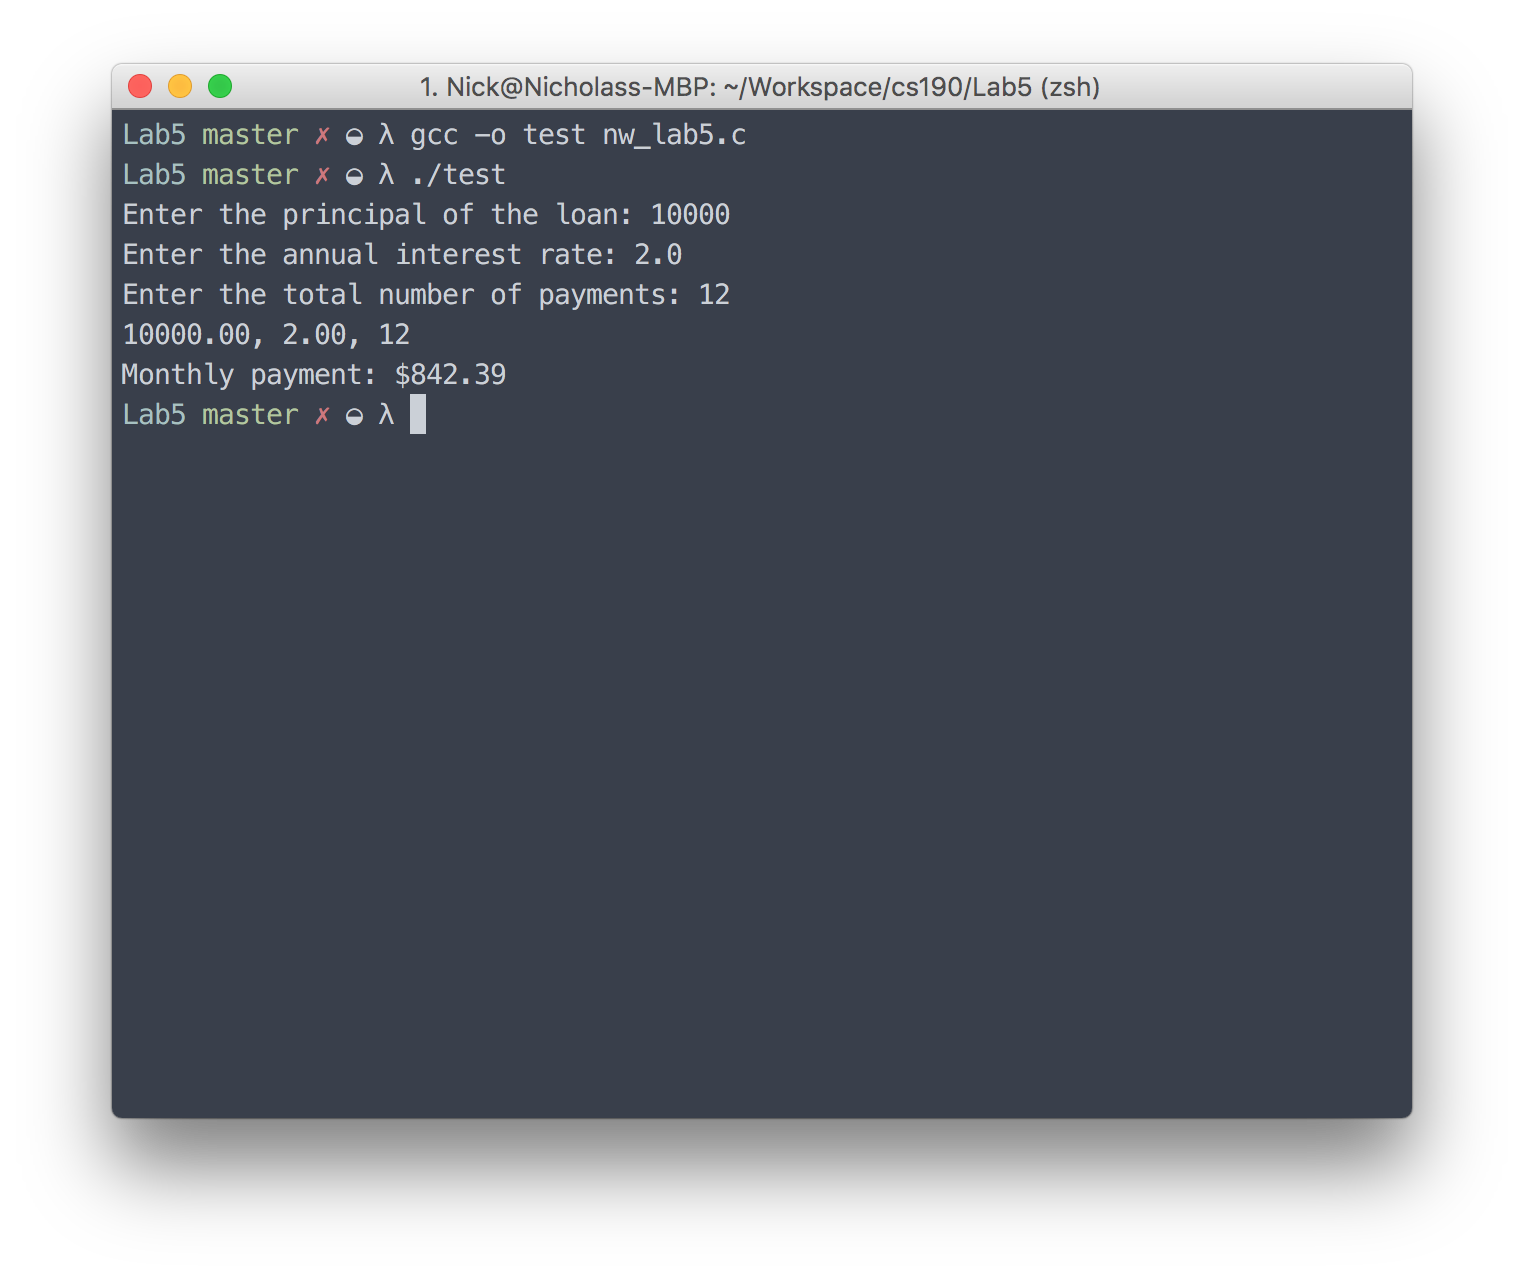 1. Nick@Nicholass-MBP: ~/Workspace/cs190/Lab5 (zsh)
Lab5 master ✗ ◒ λ gcc -o test nw_lab5.c
Lab5 master ✗ ◒ λ ./test
Enter the principal of the loan: 10000
Enter the annual interest rate: 2.0
Enter the total number of payments: 12
10000.00, 2.00, 12
Monthly payment: $842.39
Lab5 master ✗ ◒ λ